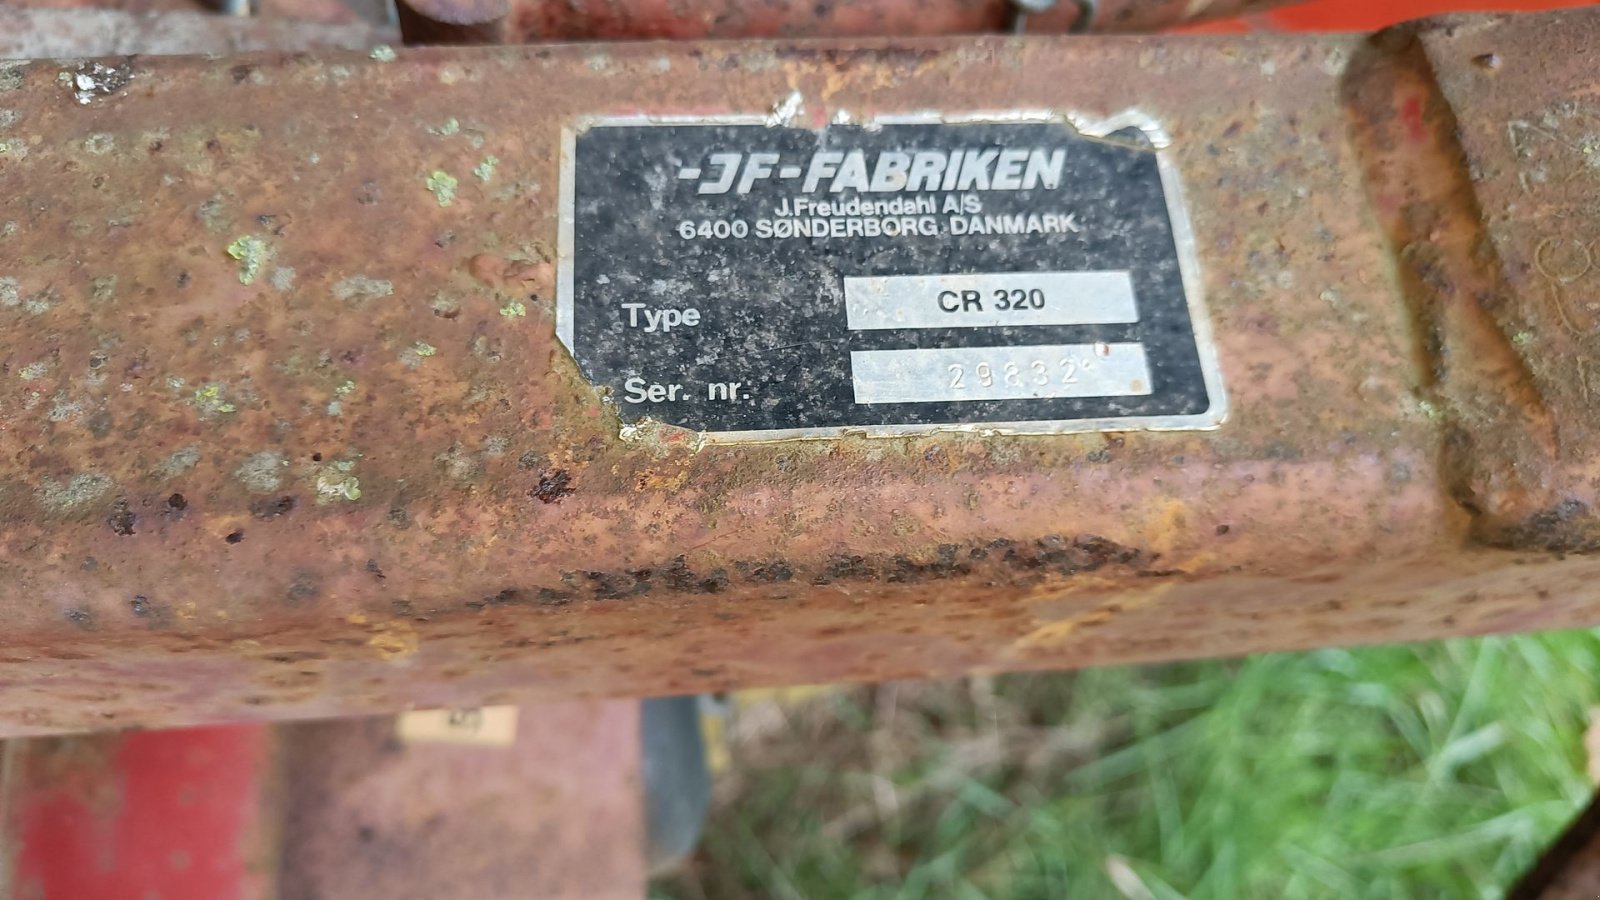 -JF-FABRIKEN
J.Freudendahl A/S
6400 SØNDERBORG DANMARK
Type CR 320
Ser. nr. 29832